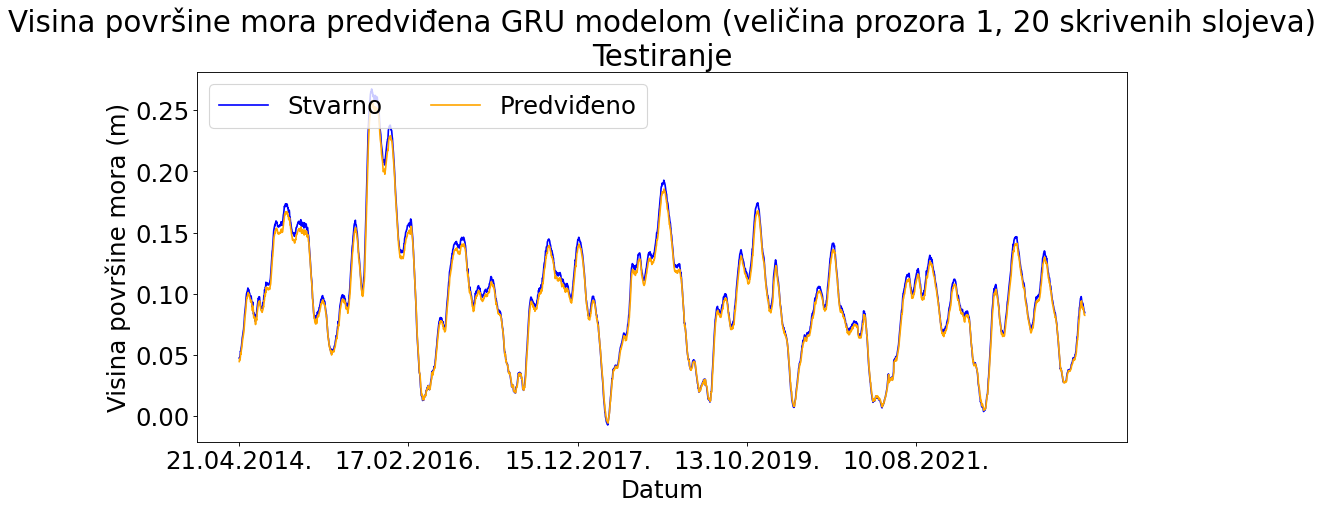 Visina površine mora predviđena GRU modelom (veličina prozora 1, 20 skrivenih slojeva)
Testiranje
Stvarno
Predviđeno
Visina površine mora (m)
0.25
0.20
0.15
0.10
0.05
0.00
21.04.2014.
17.02.2016.
15.12.2017.
13.10.2019.
10.08.2021.
Datum